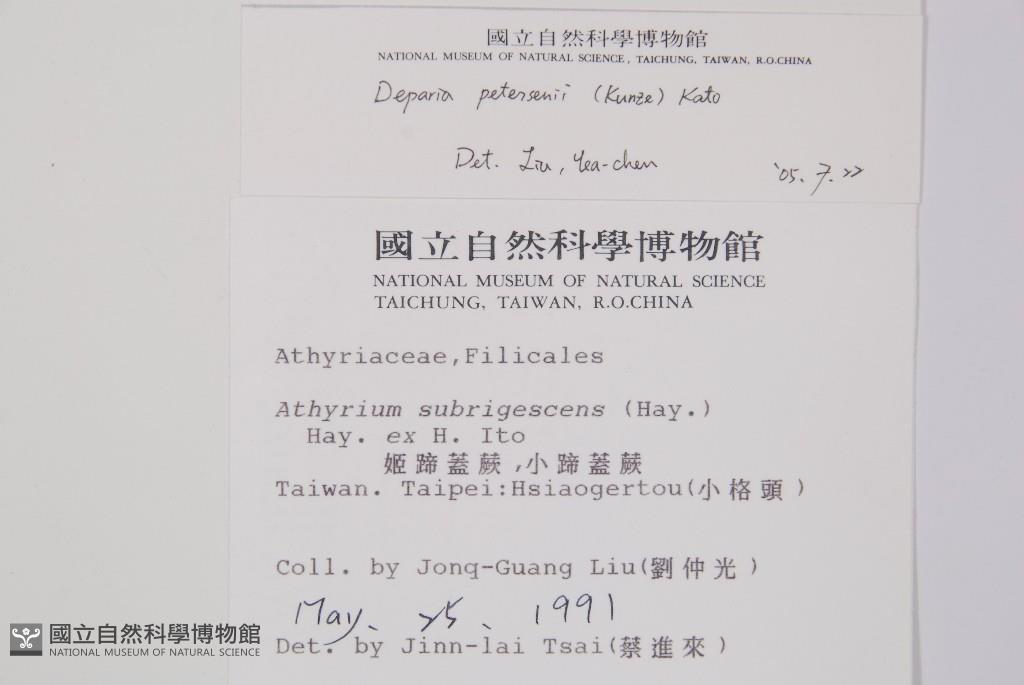 國立自然科學博物館
NATIONAL MUSEUM OF NATURAL SCIENCE, TAICHUNG, TAIWAN, R.O.CHINA
Deparia petersenii (Kunze) Kato
Det. Liu, Yea-chen '05. 7. 22
國立自然科學博物館
NATIONAL MUSEUM OF NATURAL SCIENCE
TAICHUNG, TAIWAN, R.O.CHINA
Athyriaceae,Filicales
Athyrium subrigescens (Hay.)
Hay. ex H. Ito
姬蹄蓋蕨,小蹄蓋蕨
Taiwan. Taipei:Hsiaogertou(小格頭)
Coll. by Jonq-Guang Liu(劉仲光)
May. 25. 1991
Det. by Jinn-lai Tsai(蔡進來)
國立自然科學博物館
NATIONAL MUSEUM OF NATURAL SCIENCE